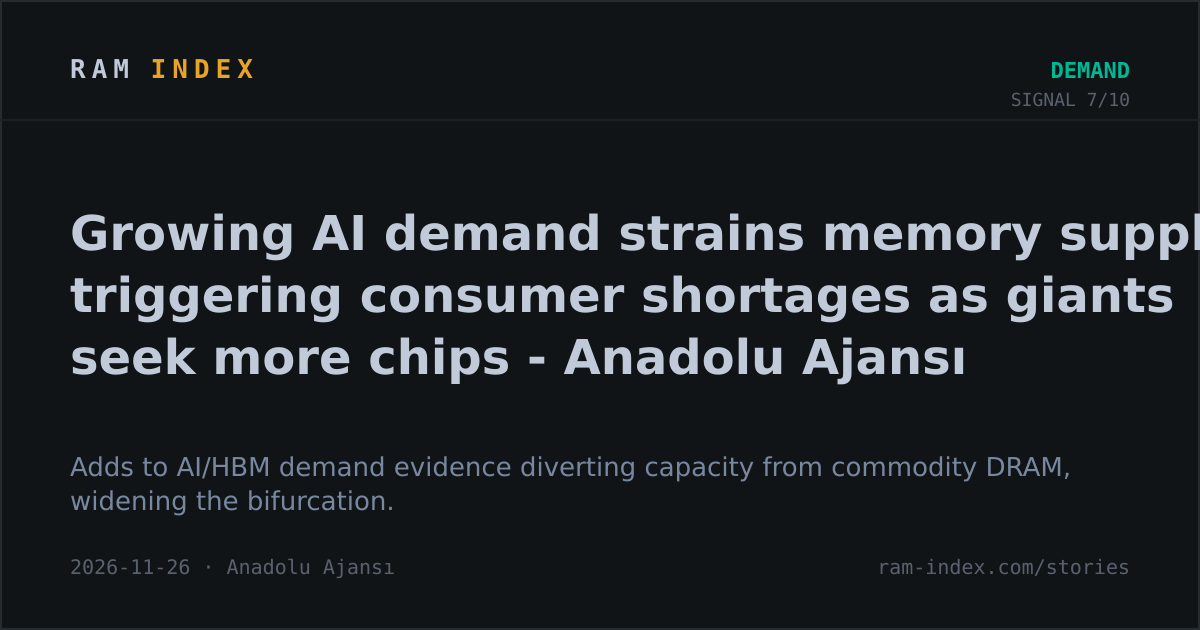 RAM INDEX
DEMAND
SIGNAL 7/10
Growing AI demand strains memory
triggering consumer shortages as giants
seek more chips - Anadolu Ajansı
Adds to AI/HBM demand evidence diverting capacity from commodity DRAM,
widening the bifurcation.
2026-11-26 · Anadolu Ajansı
ram-index.com/stories